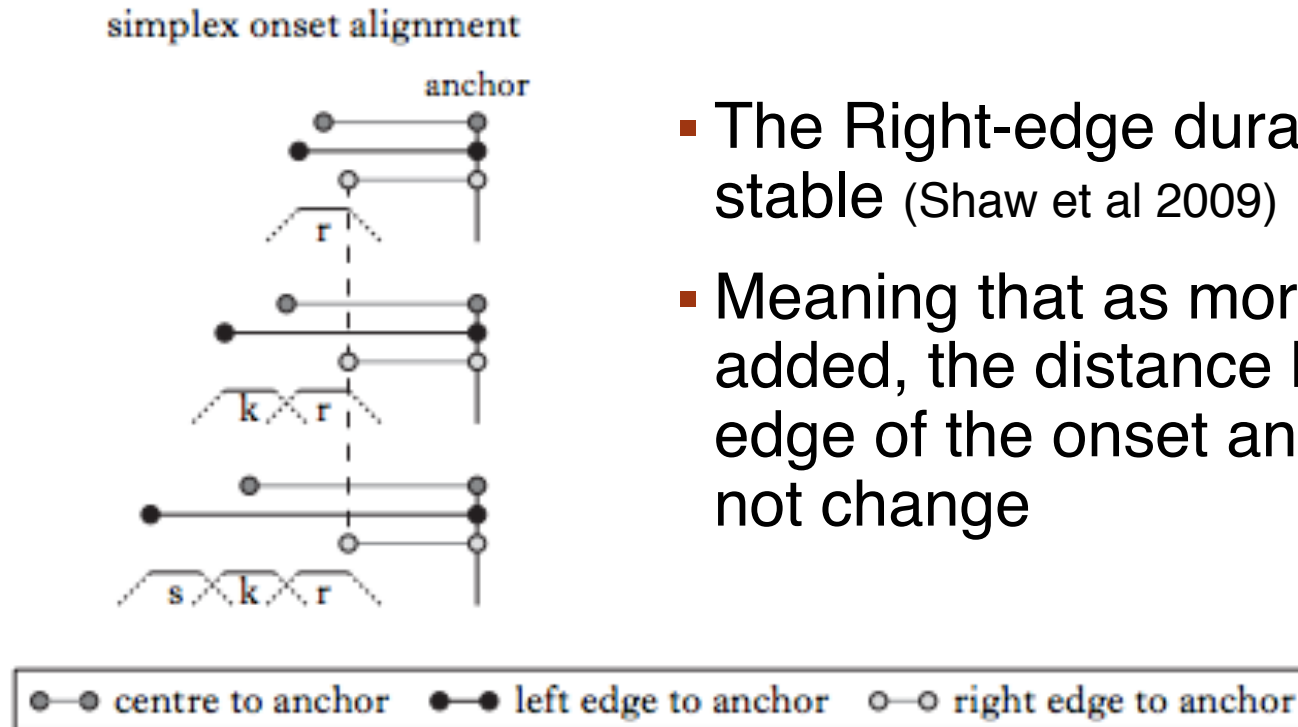 simplex onset alignment
anchor
r
k r
s k r
▪ The Right-edge dura
stable (Shaw et al 2009)
▪ Meaning that as mor
added, the distance
edge of the onset an
not change
centre to anchor left edge to anchor right edge to anchor